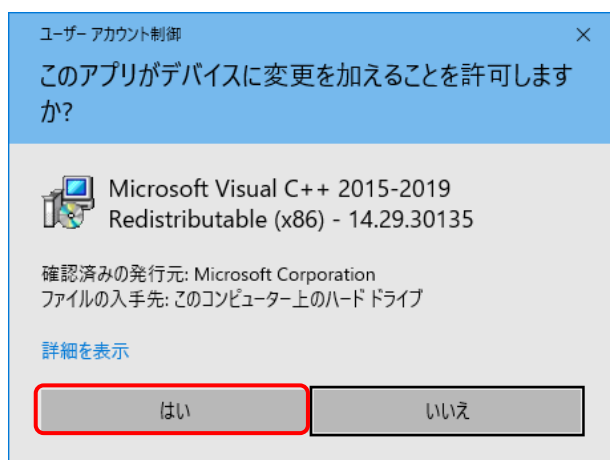 ユーザー アカウント制御
このアプリがデバイスに変更を加えることを許可します
か?
Microsoft Visual C++ 2015-2019
Redistributable (x86) - 14.29.30135
確認済みの発行元: Microsoft Corporation
ファイルの入手先: このコンピューター上のハード ドライブ
詳細を表示
はい
いいえ